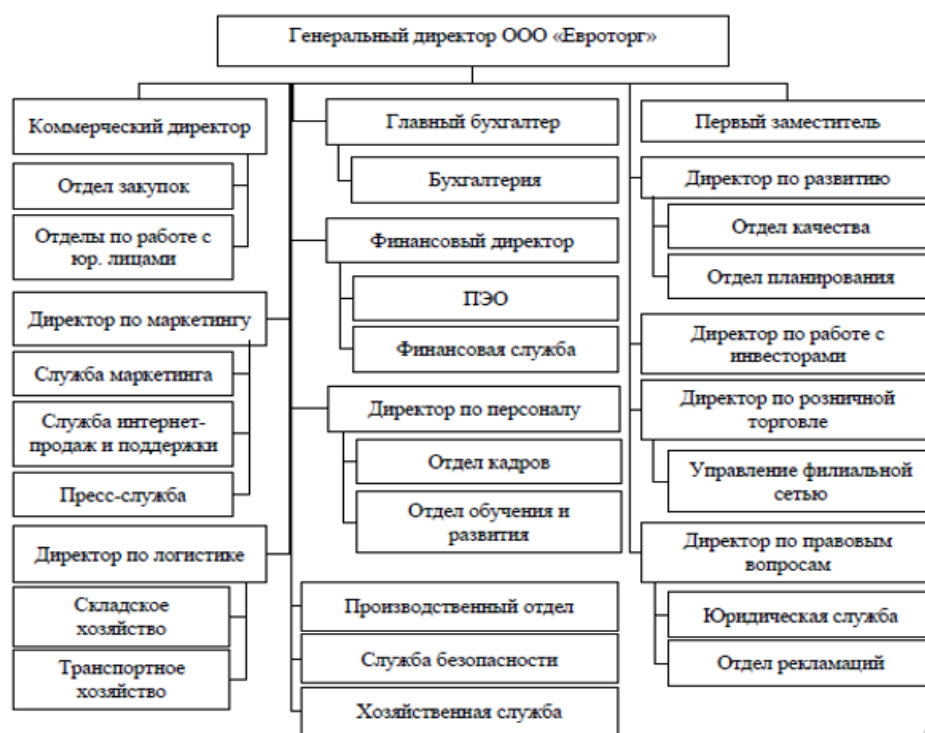 Генеральный директор ООО «Евроторг»
Коммерческий директор
Отдел закупок
Отделы по работе с
юр. лицами
Директор по маркетингу
Служба маркетинга
Служба интернет-
продаж и поддержки
Пресс-служба
Директор по логистике
Складское
хозяйство
Транспортное
хозяйство
Главный бухгалтер
Бухгалтерия
Финансовый директор
ПЭО
Финансовая служба
Директор по персоналу
Отдел кадров
Отдел обучения и
развития
Производственный отдел
Служба безопасности
Хозяйственная служба
Первый заместитель
Директор по развитию
Отдел качества
Отдел планирования
Директор по работе с
инвесторами
Директор по розничной
торговле
Управление филиальной
сетью
Директор по правовым
вопросам
Юридическая служба
Отдел рекламаций